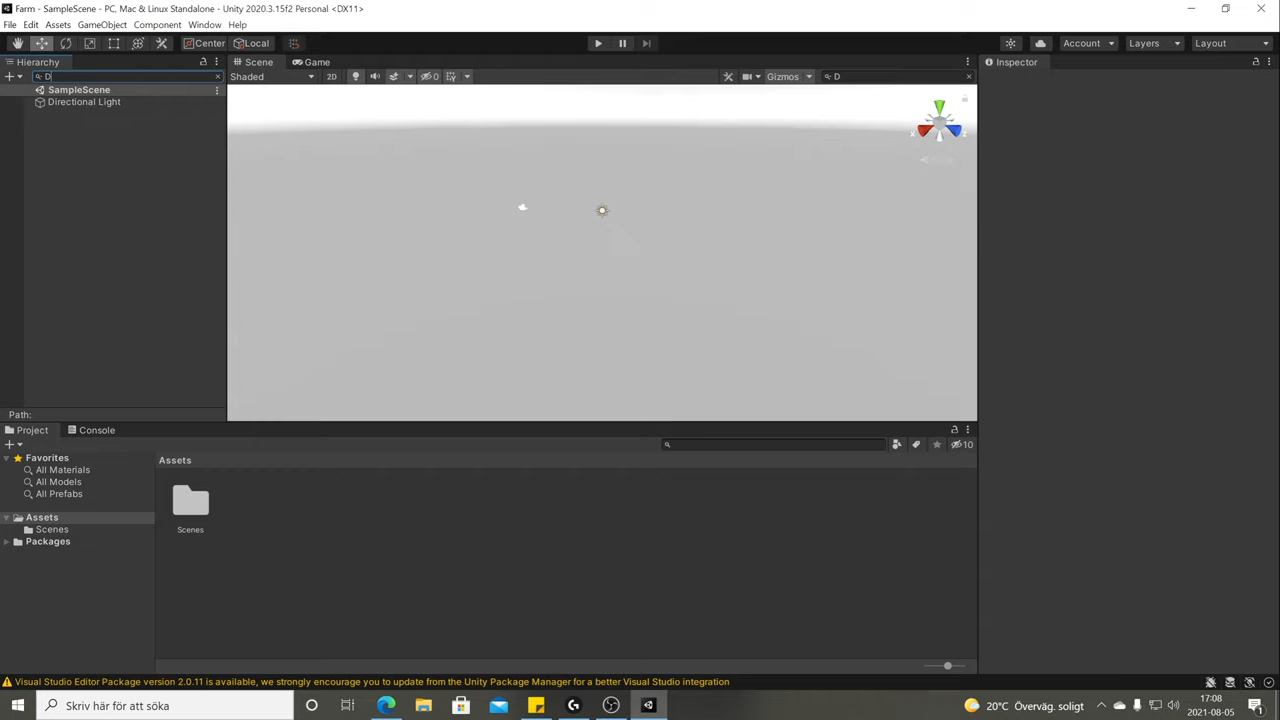 Farm - SampleScene - PC, Mac & Linux Standalone - Unity 2020.3.15f2 Personal <DX11>
File Edit Assets GameObject Component Window Help
Center Local Account Layers Layout
Hierarchy Scene Game Inspector
D Shaded 2D 0 Gizmos D
SampleScene
Directional Light
Path:
Project Console
10
Favorites Assets
All Materials
All Models
All Prefabs
Assets
Scenes Scenes
Packages
Visual Studio Editor Package version 2.0.11 is available, we strongly encourage you to update from the Unity Package Manager for a better Visual Studio integration
Skriv här för att söka 20°C Överväg. soligt 17:08
2021-08-05 1